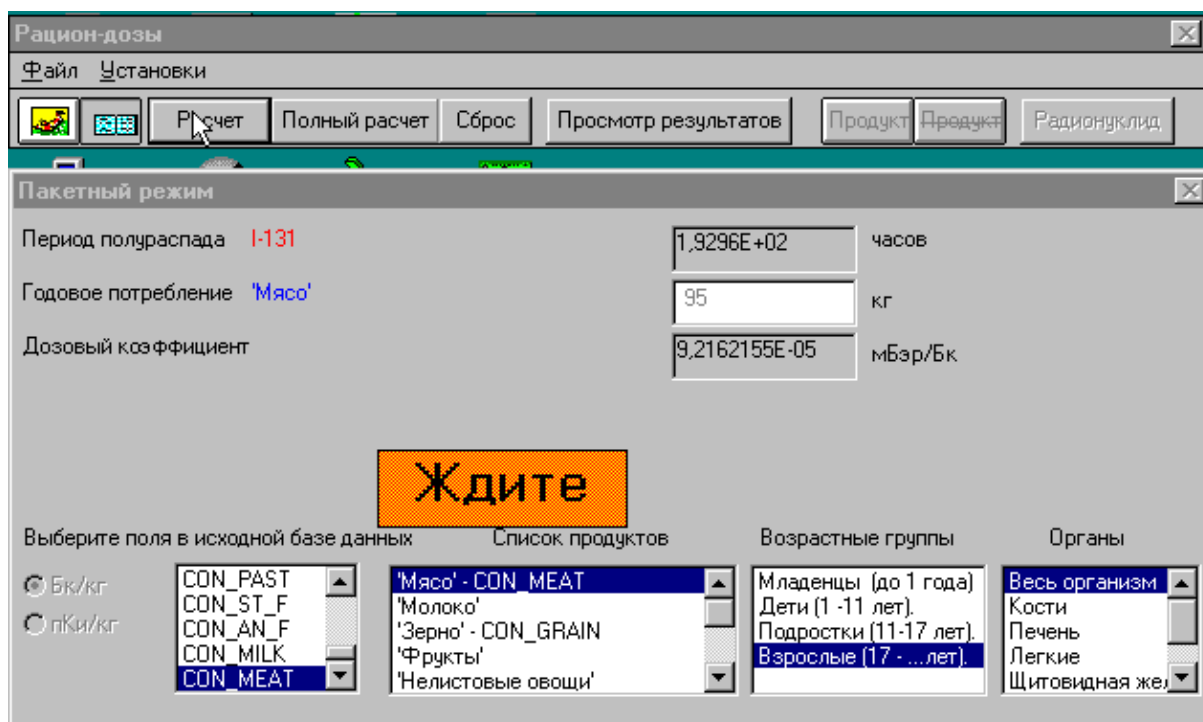 Рацион-дозы
Файл Установки
Расчет Полный расчет Сброс Просмотр результатов Продукт Продукт Радионуклид
Пакетный режим
Период полураспада I-131 1,9296E+02 часов
Годовое потребление 'Мясо' 95 кг
Дозовый коэффициент 9,2162155E-05 мБэр/Бк
Ждите
Выберите поля в исходной базе данных Список продуктов Возрастные группы Органы
Бк/кг
пКи/кг
CON_PAST
CON_ST_F
CON_AN_F
CON_MILK
CON_MEAT
'Мясо' - CON_MEAT
'Молоко'
'Зерно' - CON_GRAIN
'Фрукты'
'Нелистовые овощи'
Младенцы (до 1 года)
Дети (1 -11 лет).
Подростки (11-17 лет).
Взрослые (17 - ...лет).
Весь организм
Кости
Печень
Легкие
Щитовидная жел